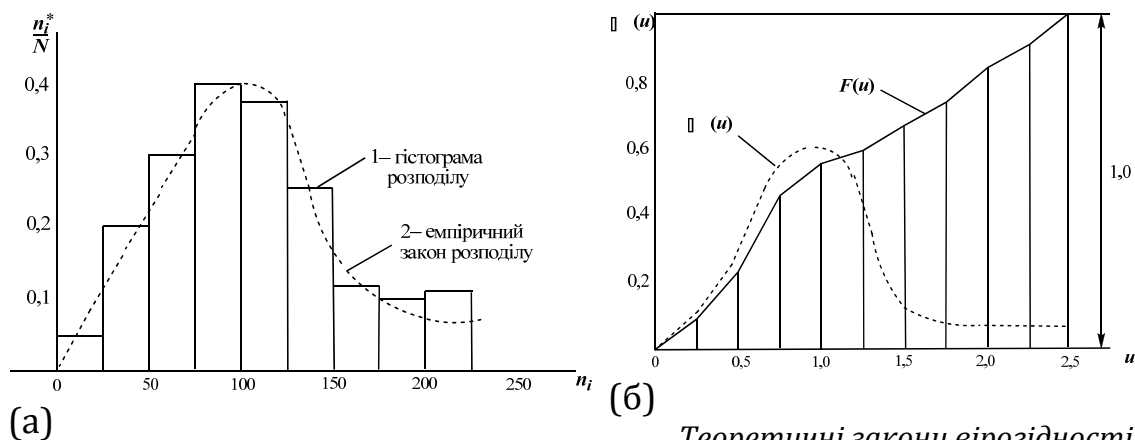 n_i^*
N
0,4
0,3
0,2
0,1
1– гістограма
розподілу
2– емпіричний
закон розподілу
0 50 100 150 200 250 n_i
(а)
▯ (u)
0,8
0,6
0,4
0,2
F(u)
▯ (u)
1,0
0 0,5 1,0 1,5 2,0 2,5 u
(б)
Теоретичні закони вірогідності